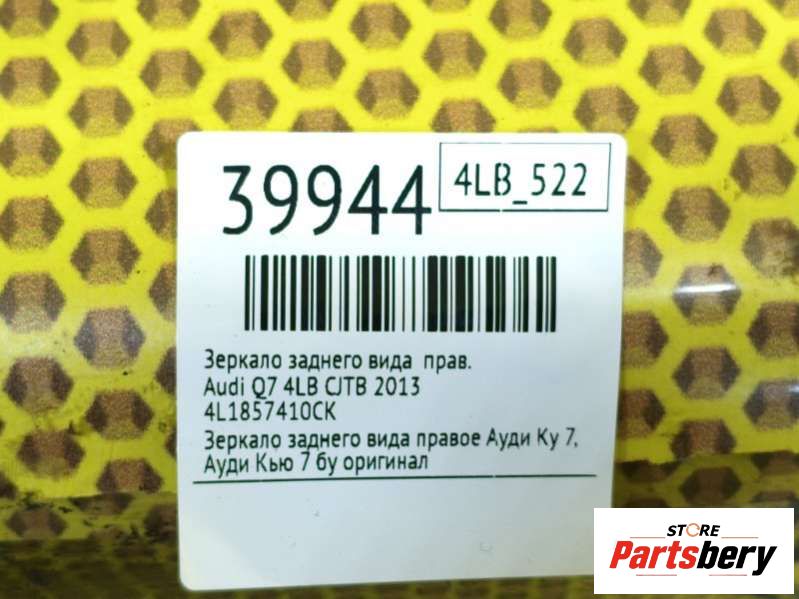 39944
4LB_522
Зеркало заднего вида прав.
Audi Q7 4LB CJTB 2013
4L1857410CK
Зеркало заднего вида правое Ауди Ку 7,
Ауди Кью 7 бу оригинал
STORE
Partsbery